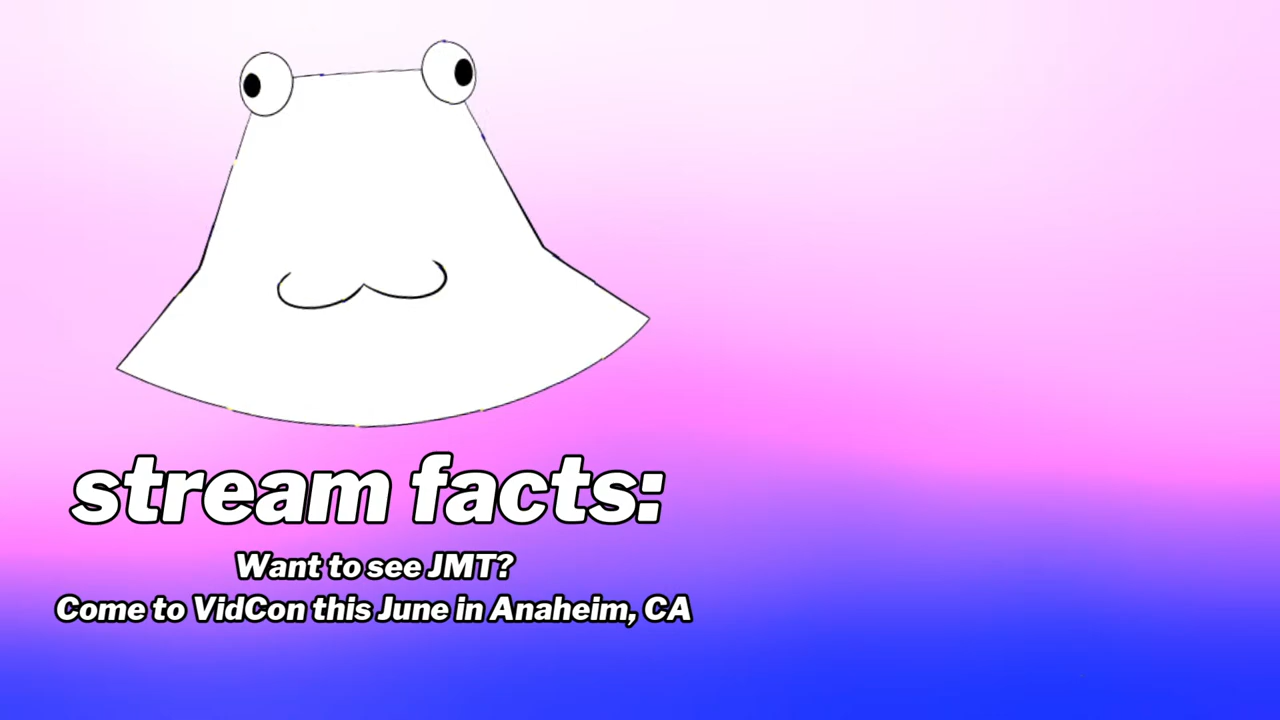 stream facts:
Want to see JMT?
Come to VidCon this June in Anaheim, CA